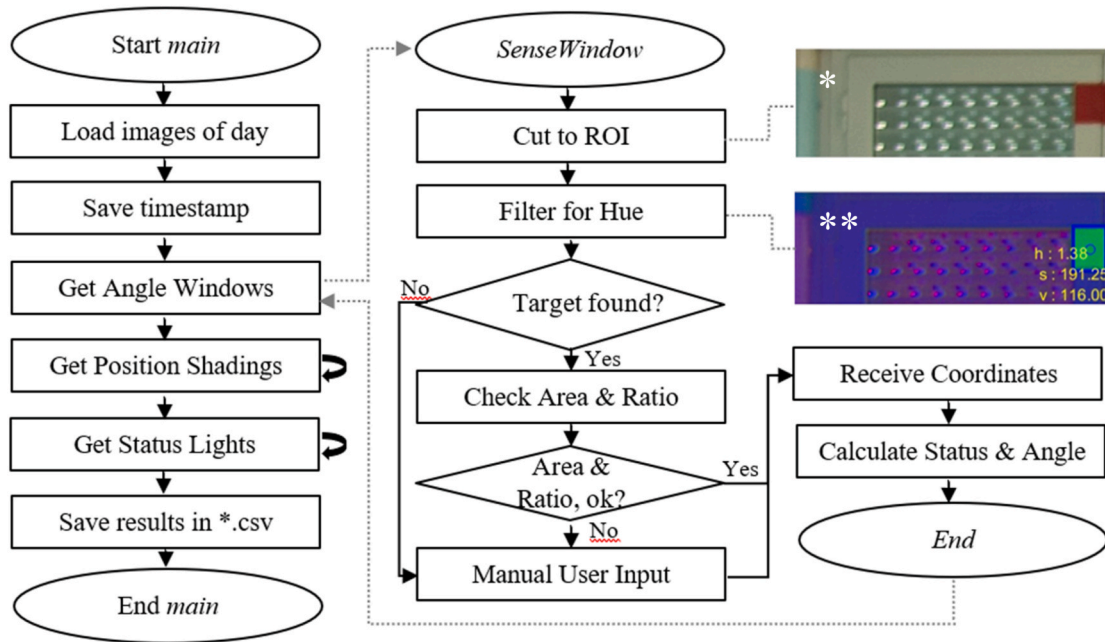 Start main
Load images of day
Save timestamp
Get Angle Windows
Get Position Shadings
Get Status Lights
Save results in *.csv
End main
SenseWindow
Cut to ROI
Filter for Hue
No
Target found?
Yes
Check Area & Ratio
Area &
Ratio, ok?
Yes
No
Manual User Input
*
**
h : 1.38
s : 191.25
v : 116.00
Receive Coordinates
Calculate Status & Angle
End